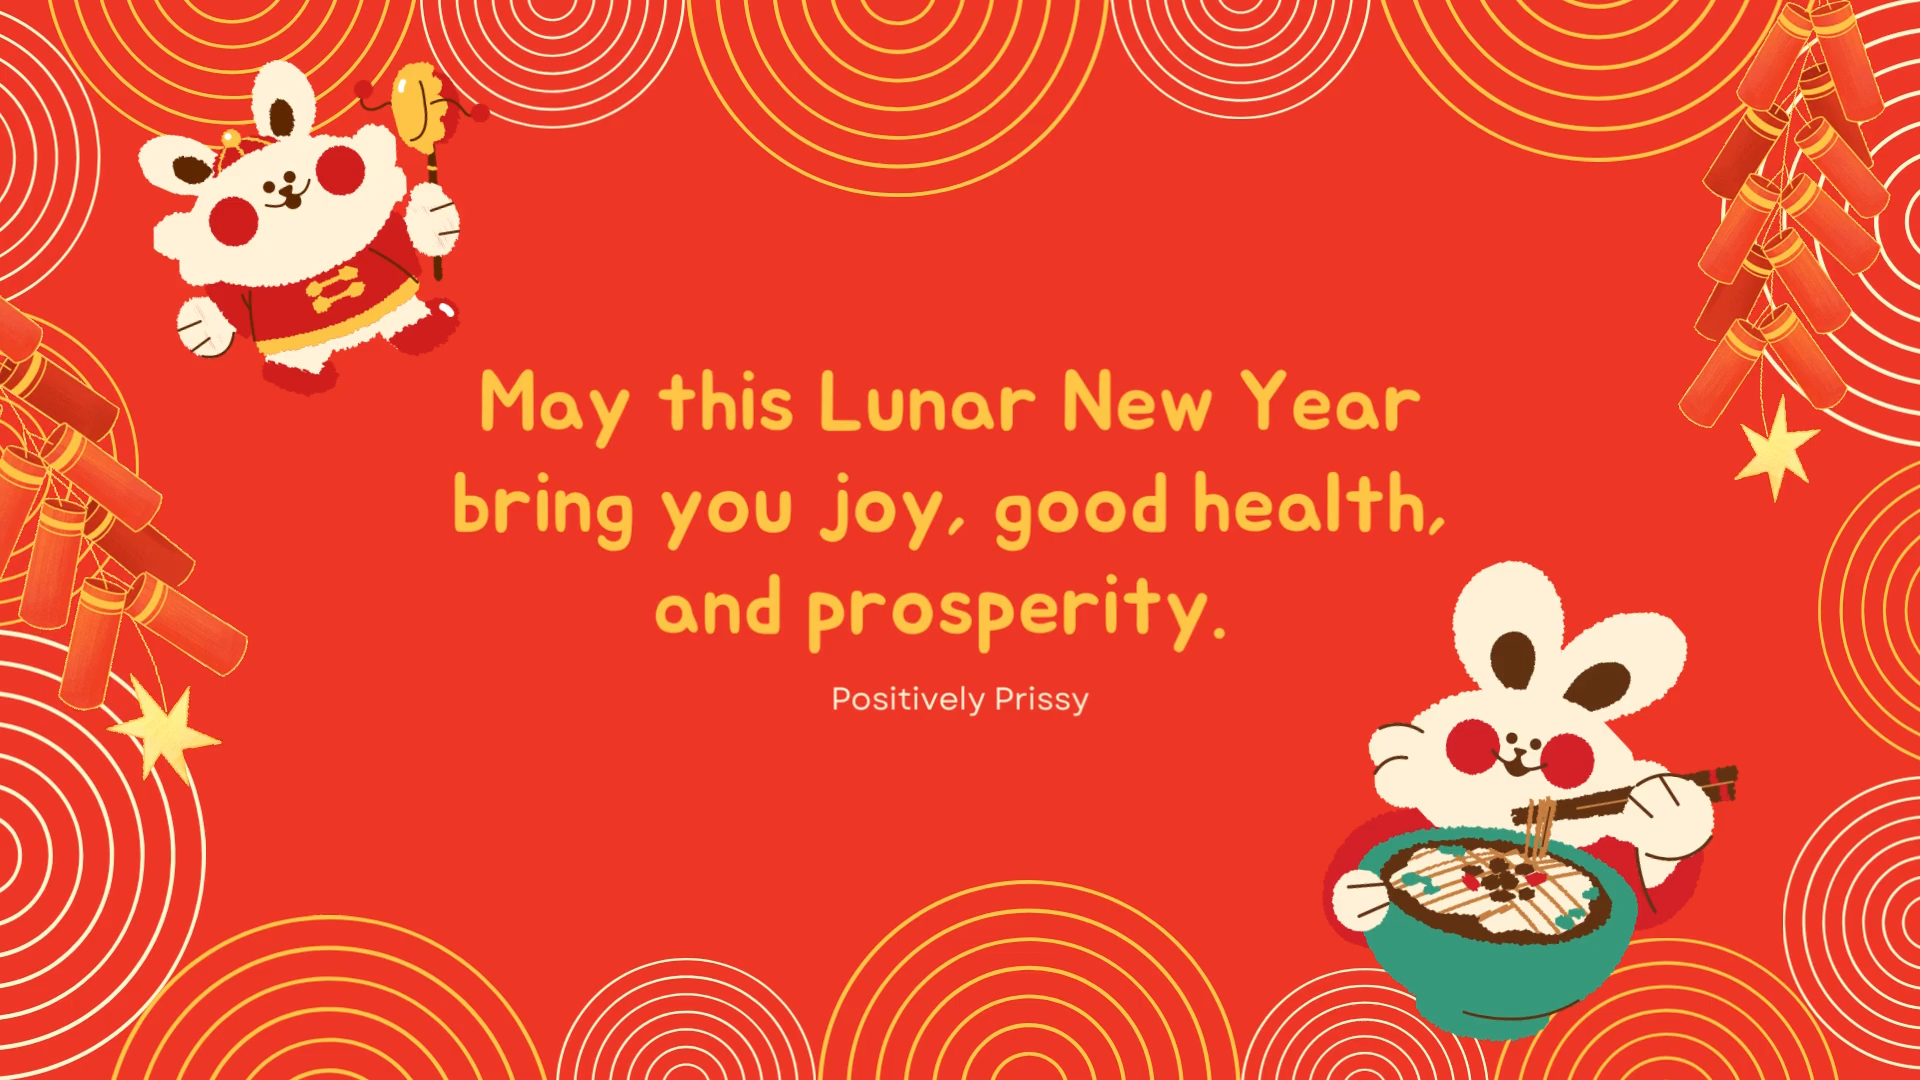 May this Lunar New Year
bring you joy, good health,
and prosperity.
Positively Prissy